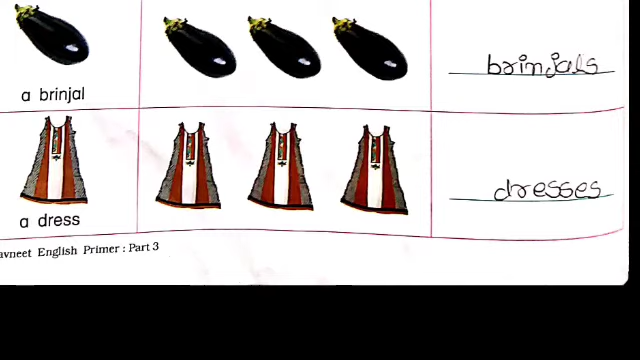 brinjals
a brinjal
dresses
a dress
avneet English Primer : Part 3